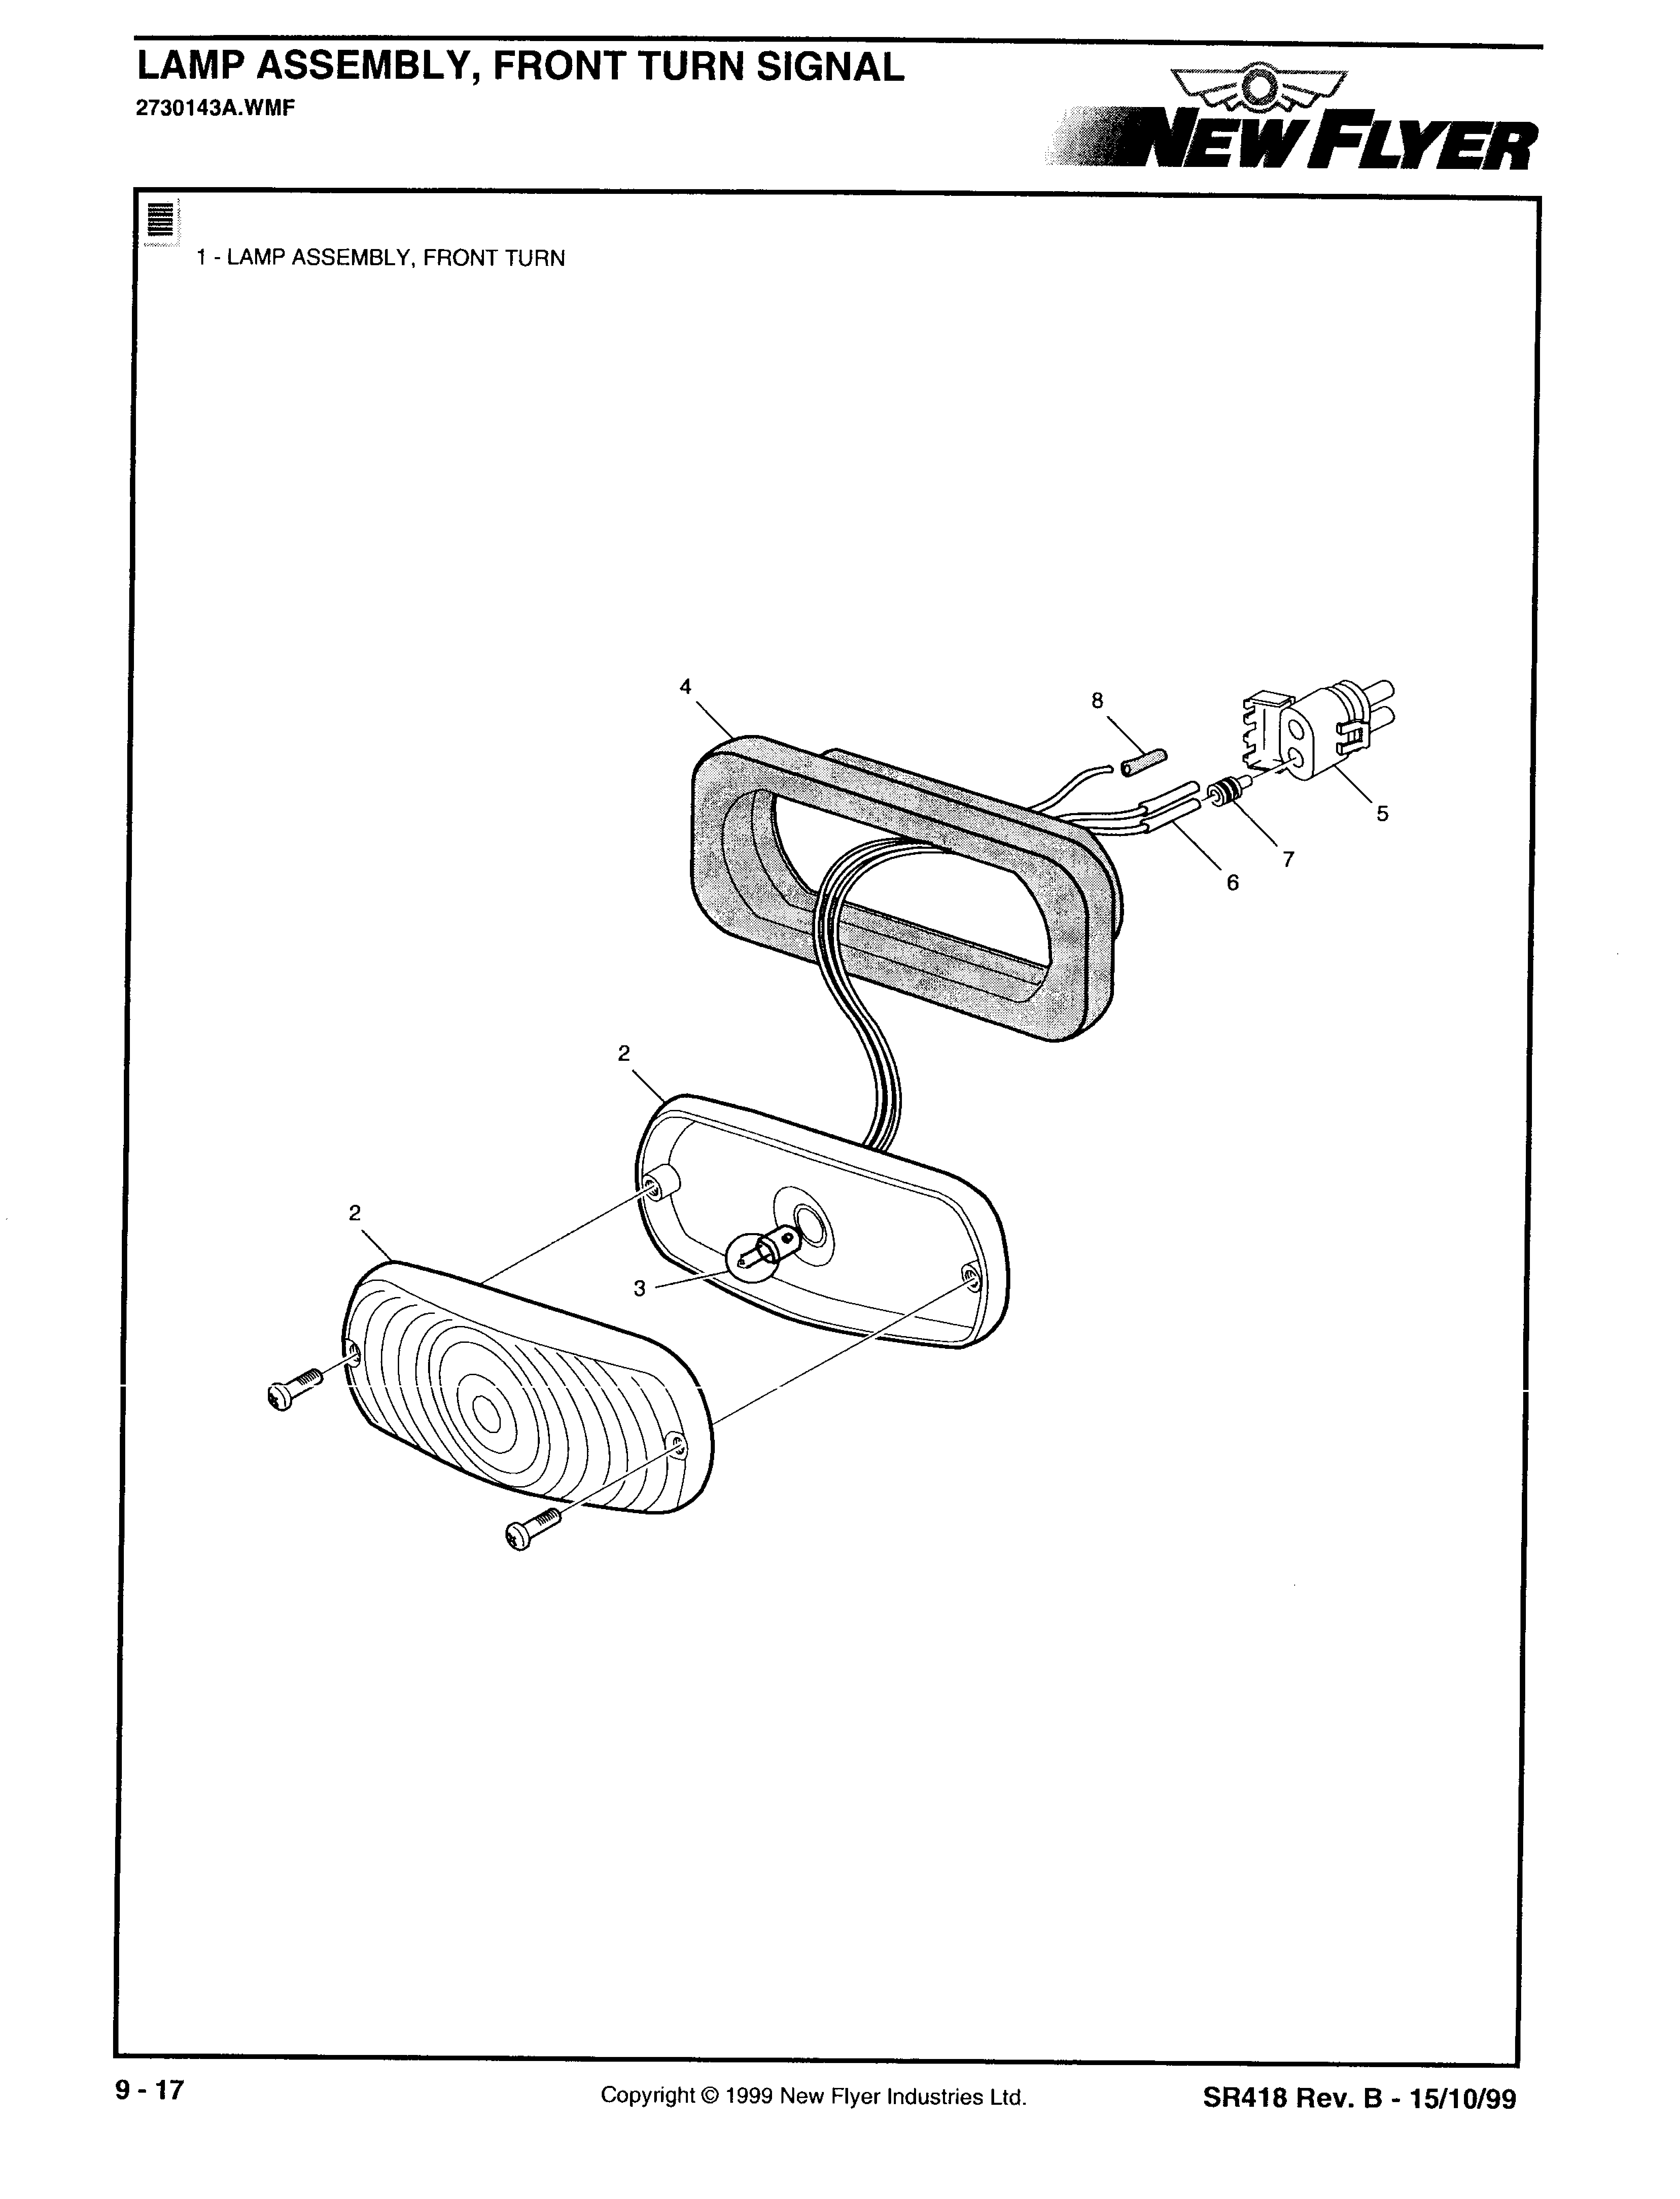 LAMP ASSEMBLY, FRONT TURN SIGNAL
2730143A.WMF
NEW FLYER
1 - LAMP ASSEMBLY, FRONT TURN
4
8
5
7
6
2
2
3
9 - 17
Copyright © 1999 New Flyer Industries Ltd.
SR418 Rev. B - 15/10/99